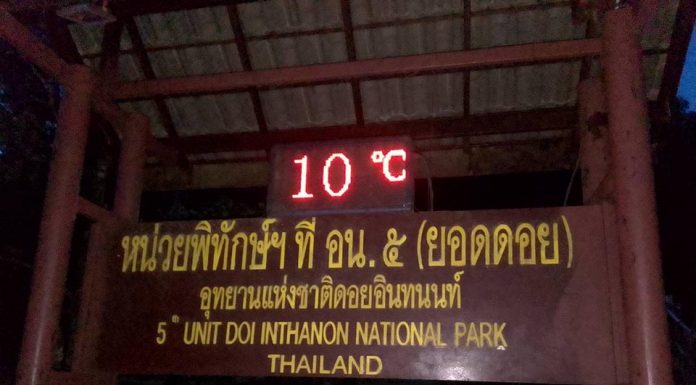 10 °C
หน่วยพิทักษ์ฯ ที่ อน. ๕ (ยอดดอย)
อุทยานแห่งชาติดอยอินทนนท์
5 th UNIT DOI INTHANON NATIONAL PARK
THAILAND